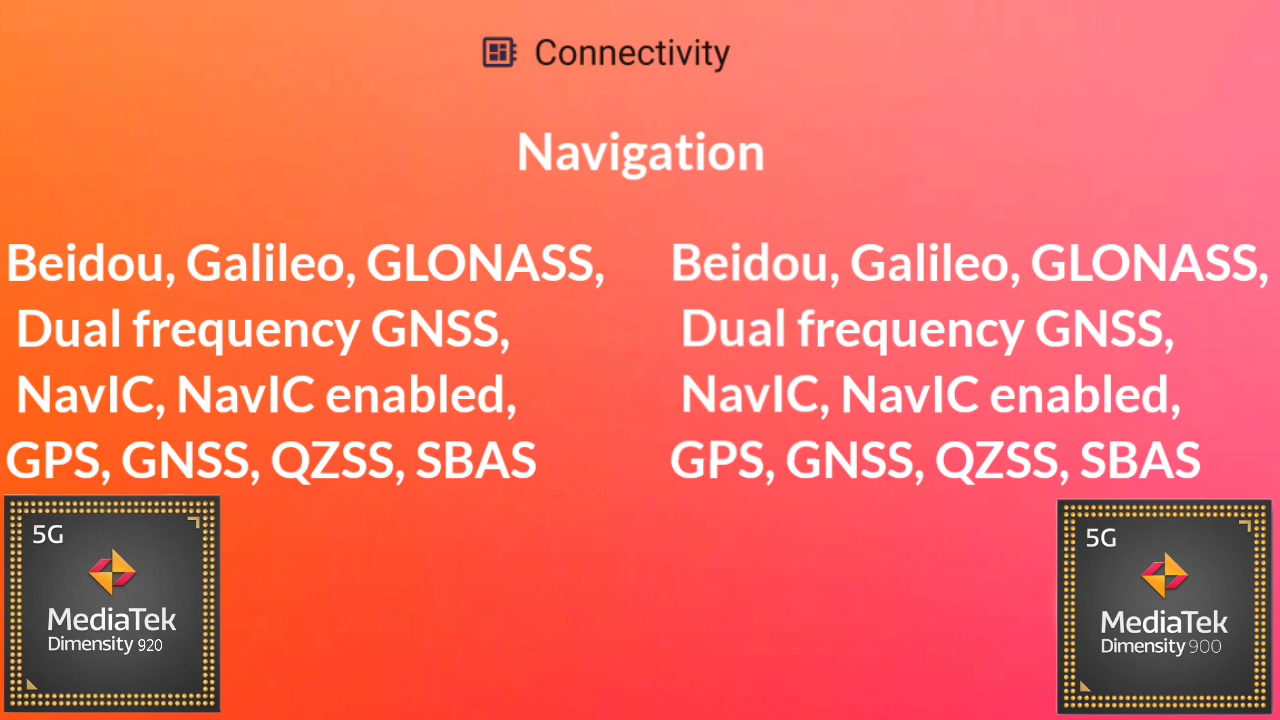 Connectivity
Navigation
Beidou, Galileo, GLONASS,
Dual frequency GNSS,
NavIC, NavIC enabled,
GPS, GNSS, QZSS, SBAS
Beidou, Galileo, GLONASS,
Dual frequency GNSS,
NavIC, NavIC enabled,
GPS, GNSS, QZSS, SBAS
5G
MediaTek
Dimensity 920
5G
MediaTek
Dimensity 900